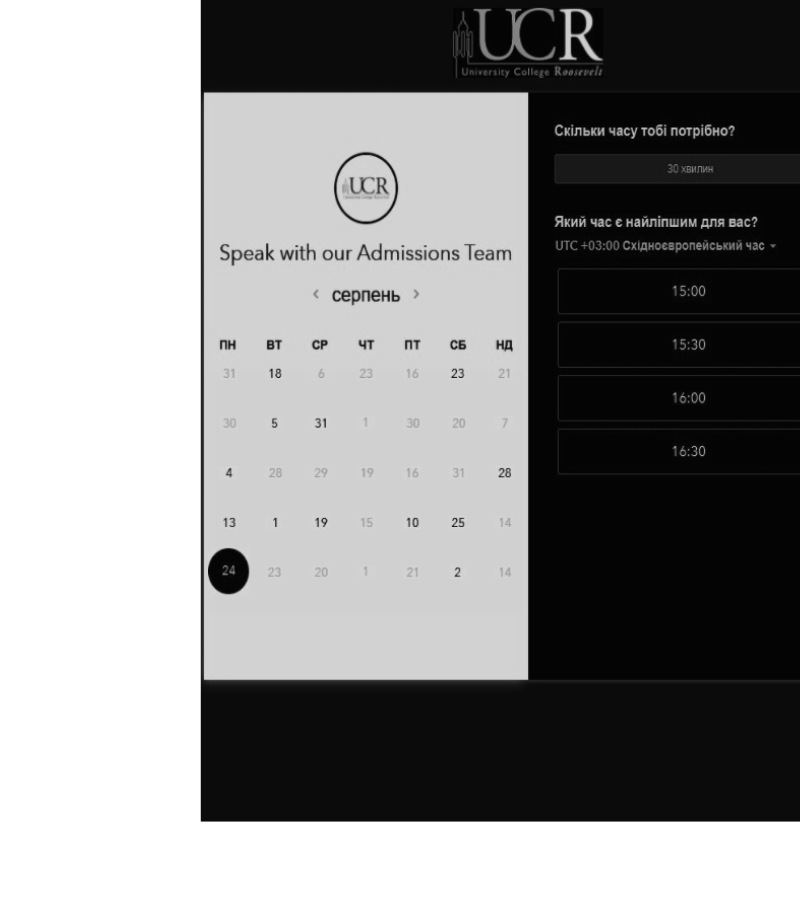 UCR
University College Roosevelt
UCR
Speak with our Admissions Team
‹ серпень ›
ПН ВТ СР ЧТ ПТ СБ НД
31 18 6 23 16 23 21
30 5 31 1 30 20 7
4 28 29 19 16 31 28
13 1 19 15 10 25 14
24 23 20 1 21 2 14
Скільки часу тобі потрібно?
30 хвилин
Який час є найліпшим для вас?
UTC +03:00 Східноєвропейський час
15:00
15:30
16:00
16:30